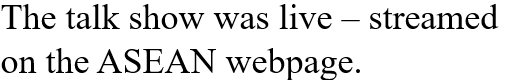 The talk show was live – streamed
on the ASEAN webpage.